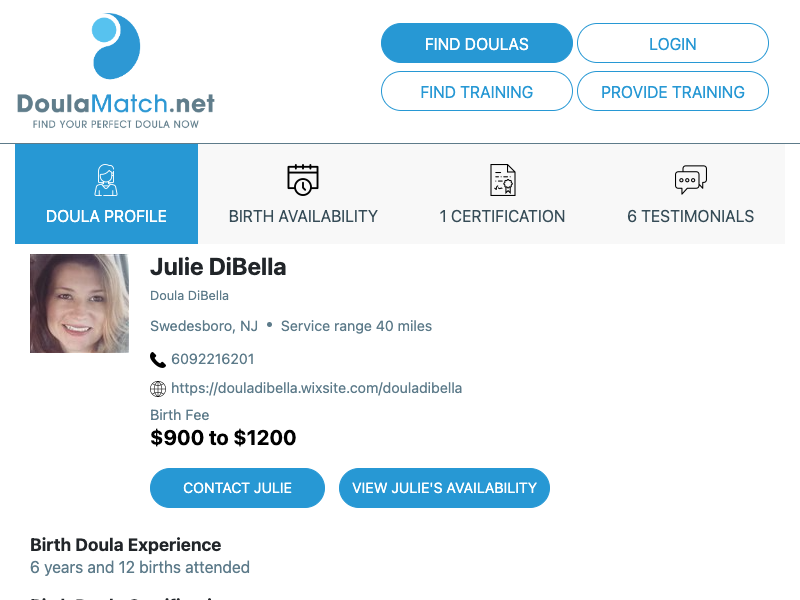 DoulaMatch.net
FIND YOUR PERFECT DOULA NOW
FIND DOULAS
LOGIN
FIND TRAINING
PROVIDE TRAINING
DOULA PROFILE
BIRTH AVAILABILITY
1 CERTIFICATION
6 TESTIMONIALS
Julie DiBella
Doula DiBella
Swedesboro, NJ • Service range 40 miles
6092216201
https://douladibella.wixsite.com/douladibella
Birth Fee
$900 to $1200
CONTACT JULIE
VIEW JULIE'S AVAILABILITY
Birth Doula Experience
6 years and 12 births attended